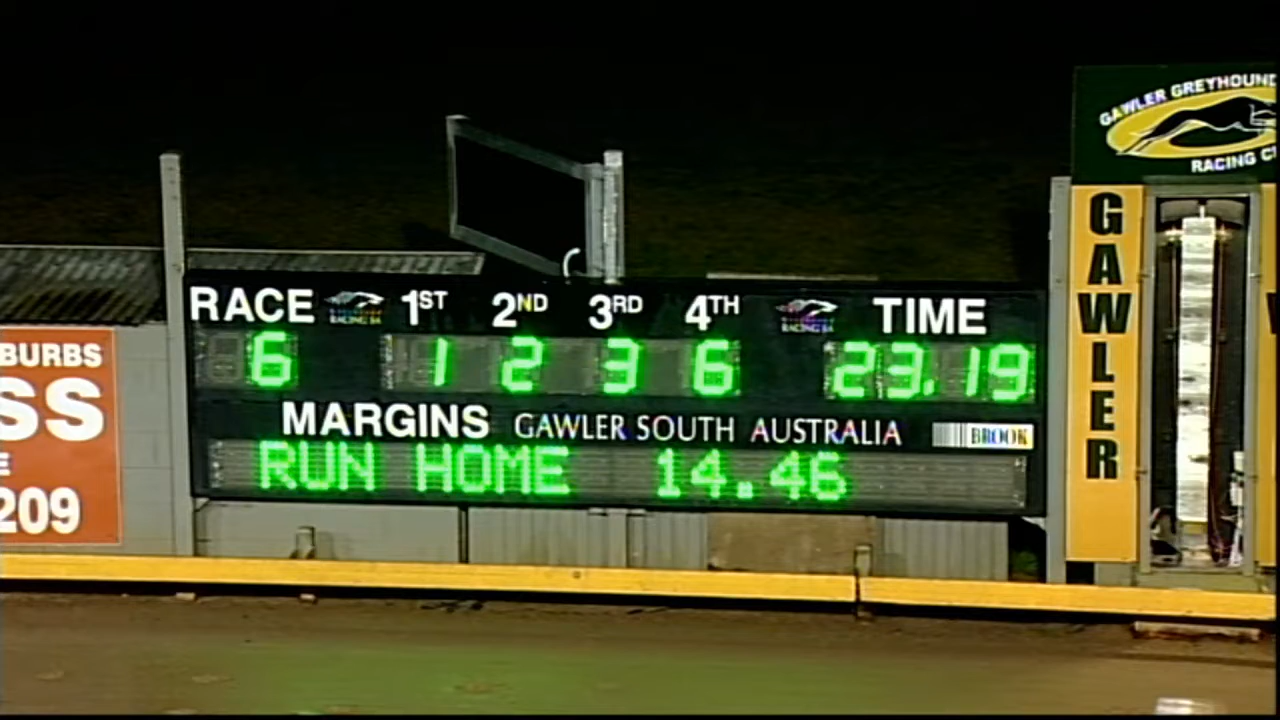 GAWLER GREYHOUND
RACING
GAWLER
RACE 1ST 2ND 3RD 4TH TIME
6 1 2 3 6 23.19
MARGINS GAWLER SOUTH AUSTRALIA BROOK
RUN HOME 14.46
BURBS
SS
E
209